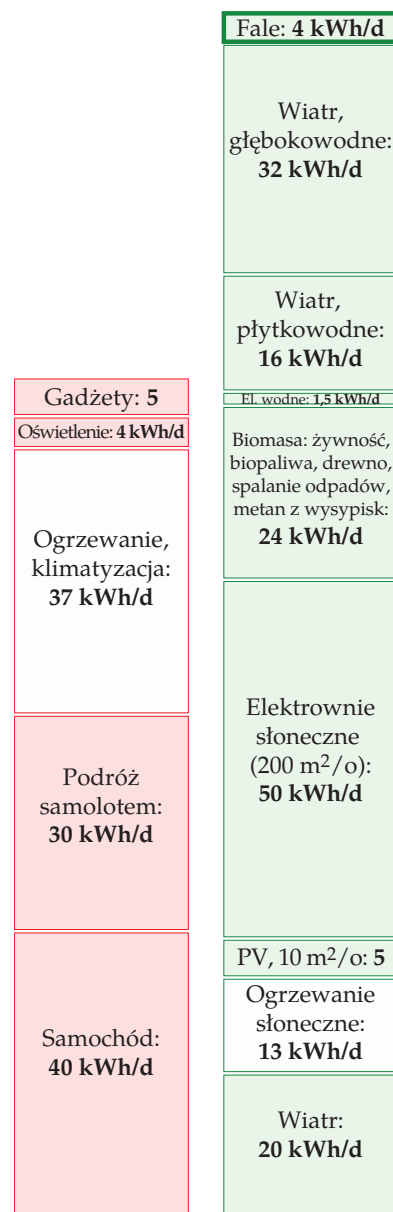 Gadżety: 5
Oświetlenie: 4 kWh/d
Ogrzewanie,
klimatyzacja:
37 kWh/d
Podróż
samolotem:
30 kWh/d
Samochód:
40 kWh/d
Fale: 4 kWh/d
Wiatr,
głębokowodne:
32 kWh/d
Wiatr,
płytkowodne:
16 kWh/d
El. wodne: 1,5 kWh/d
Biomasa: żywność,
biopaliwa, drewno,
spalanie odpadów,
metan z wysypisk:
24 kWh/d
Elektrownie
słoneczne
(200 m²/o):
50 kWh/d
PV, 10 m²/o: 5
Ogrzewanie
słoneczne:
13 kWh/d
Wiatr:
20 kWh/d